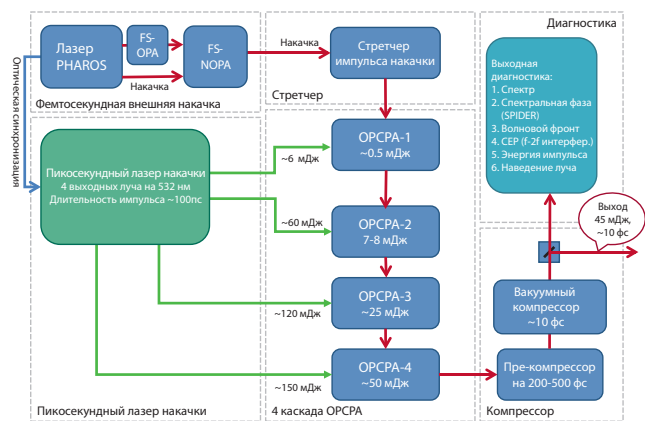 Диагностика
Лазер
PHAROS
FS-
OPA
FS-
NOPA
Накачка
Накачка
Стретчер
импульса накачки
Фемтосекундная внешняя накачка
Стретчер
Оптическая синхронизация
Выходная
диагностика:
1. Спектр
2. Спектральная фаза
(SPIDER)
3. Волновой фронт
4. CEP (f-2f интерфер.)
5. Энергия импульса
6. Наведение луча
Пикосекундный лазер накачки
4 выходных луча на 532 нм
Длительность импульса ~100пс
~6 мДж
~60 мДж
~120 мДж
~150 мДж
OPCPA-1
~0.5 мДж
OPCPA-2
7-8 мДж
OPCPA-3
~25 мДж
OPCPA-4
~50 мДж
Выход
45 мДж,
~10 фс
Вакуумный
компрессор
~10 фс
Пре-компрессор
на 200-500 фс
Пикосекундный лазер накачки
4 каскада OPCPA
Компрессор